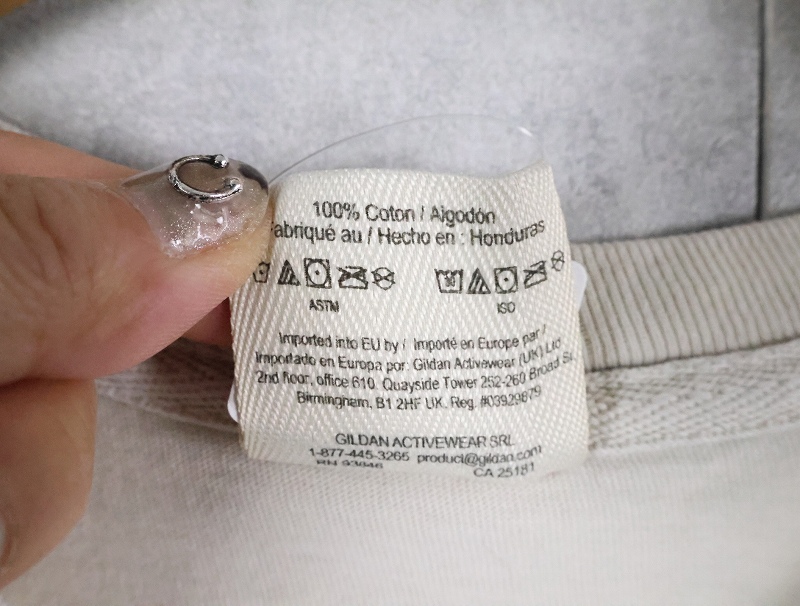 100% Coton / Algodón
Fabriqué au / Hecho en : Honduras
ASTM
ISO
Imported into EU by / Importé en Europe par /
Importado en Europa por: Gildan Activewear (UK) Ltd
2nd floor, office 610, Quayside Tower 252-260 Broad St.,
Birmingham, B1 2HF UK. Reg. #03929879
GILDAN ACTIVEWEAR SRL
1-877-445-3265 product@gildan.com
RN 93846 CA 25181